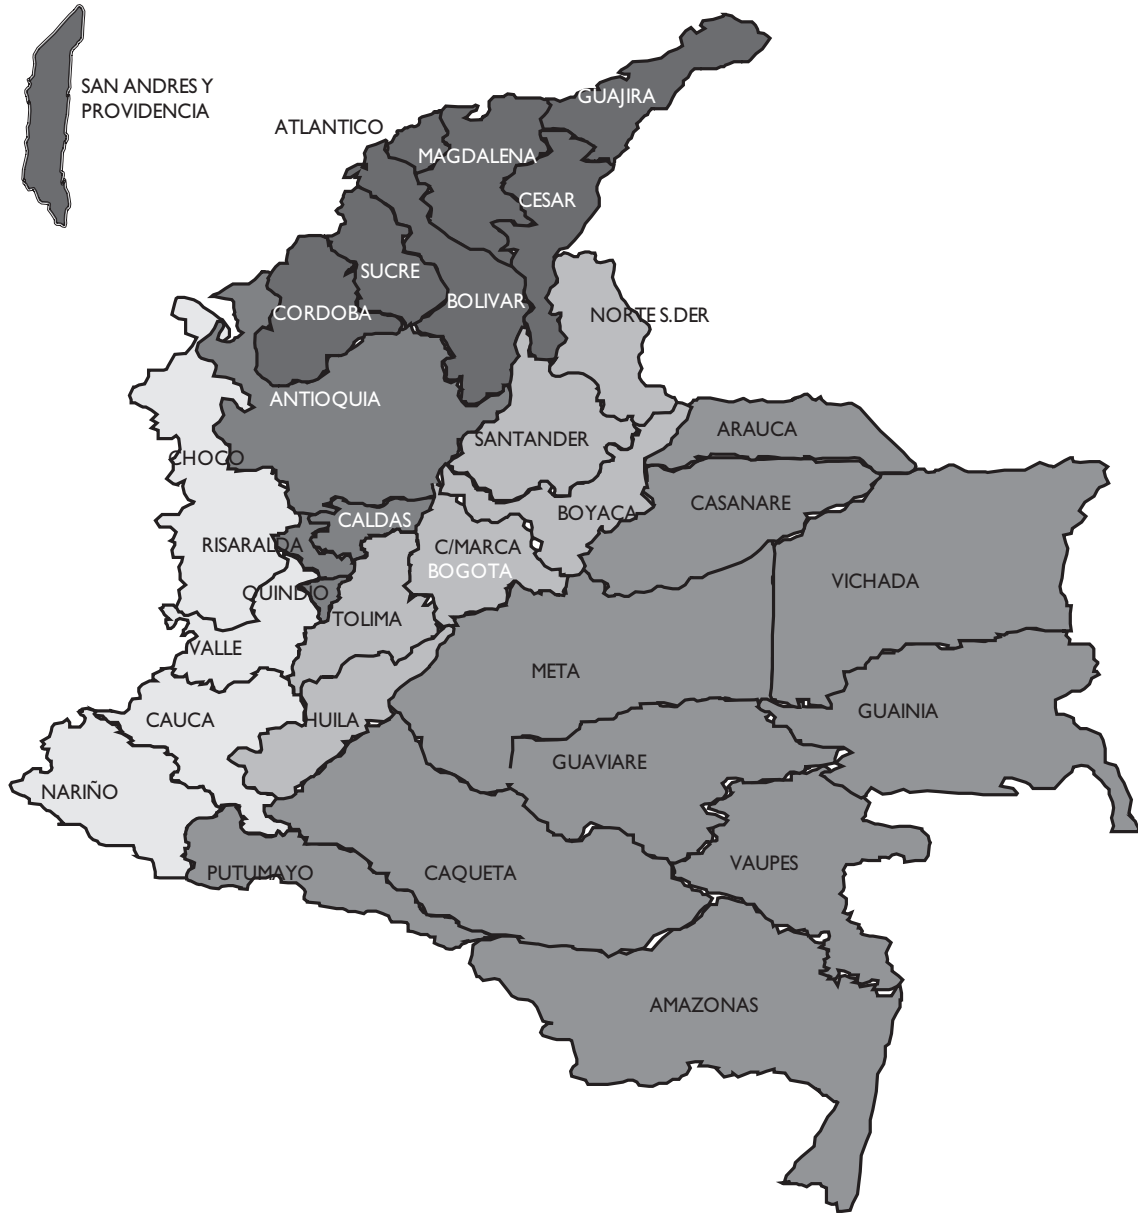 SAN ANDRES Y
PROVIDENCIA
GUAJIRA
ATLANTICO
MAGDALENA
CESAR
SUCRE
BOLIVAR
CORDOBA
NORTE S.DER
ANTIOQUIA
ARAUCA
SANTANDER
CHOCO
CASANARE
BOYACA
CALDAS
RISARALDA
C/MARCA
BOGOTA
VICHADA
QUINDIO
TOLIMA
VALLE
META
GUAINIA
CAUCA
HUILA
GUAVIARE
NARIÑO
VAUPES
PUTUMAYO
CAQUETA
AMAZONAS